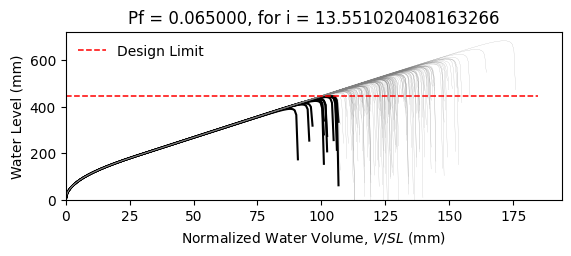 Pf = 0.065000, for i = 13.551020408163266
Design Limit
Water Level (mm)
600
400
200
0
0 25 50 75 100 125 150 175
Normalized Water Volume, V/SL (mm)